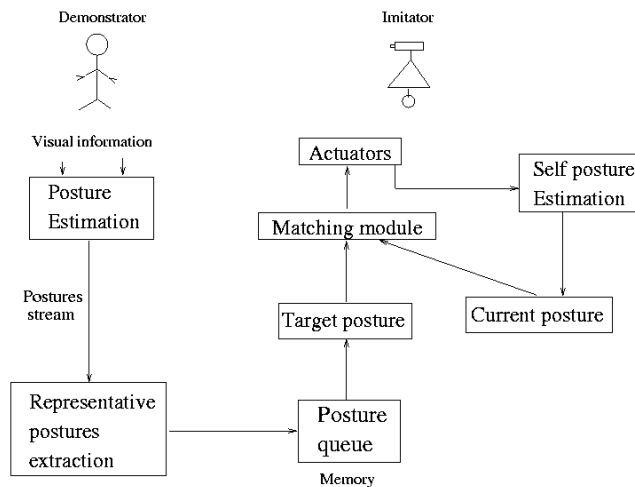 Demonstrator
Imitator
Visual information
Posture
Estimation
Actuators
Self posture
Estimation
Matching module
Postures
stream
Target posture
Current posture
Representative
postures
extraction
Posture
queue
Memory